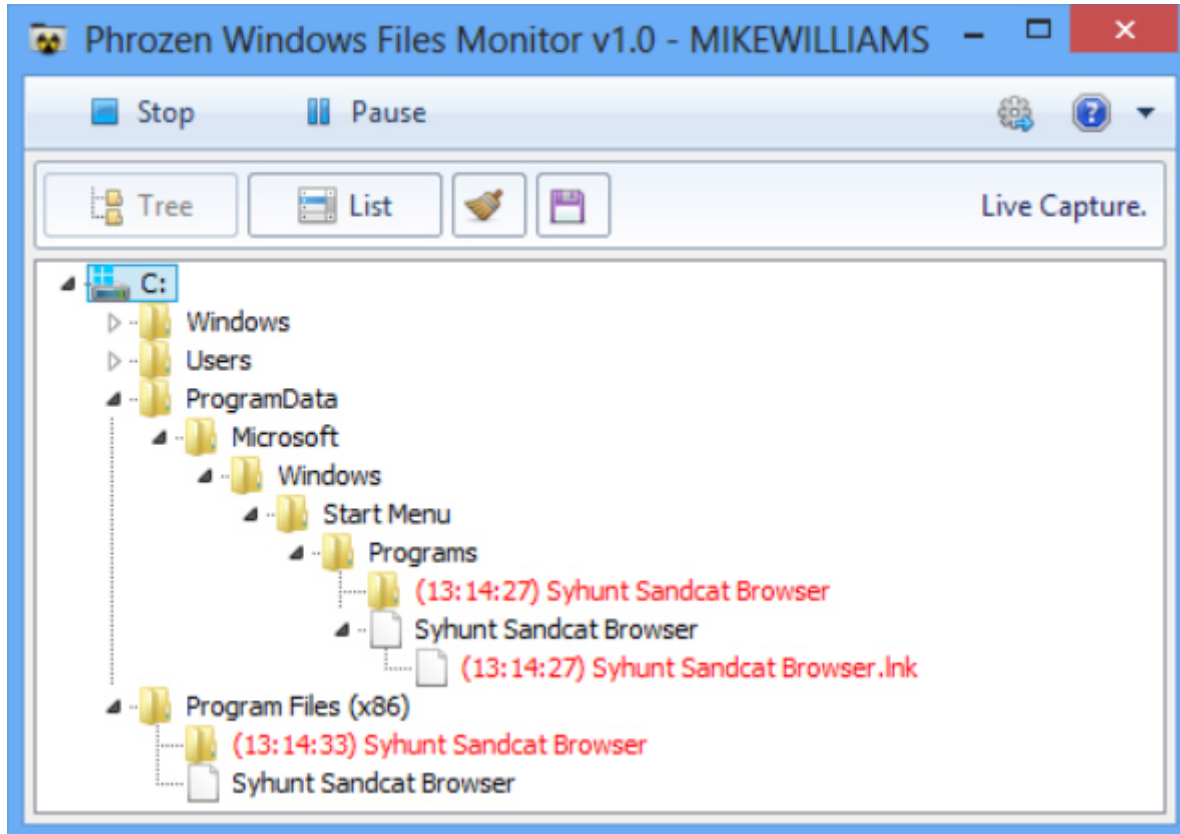 Phrozen Windows Files Monitor v1.0 - MIKEWILLIAMS
Stop Pause
Tree List Live Capture.
C:
Windows
Users
ProgramData
Microsoft
Windows
Start Menu
Programs
(13:14:27) Syhunt Sandcat Browser
Syhunt Sandcat Browser
(13:14:27) Syhunt Sandcat Browser.lnk
Program Files (x86)
(13:14:33) Syhunt Sandcat Browser
Syhunt Sandcat Browser